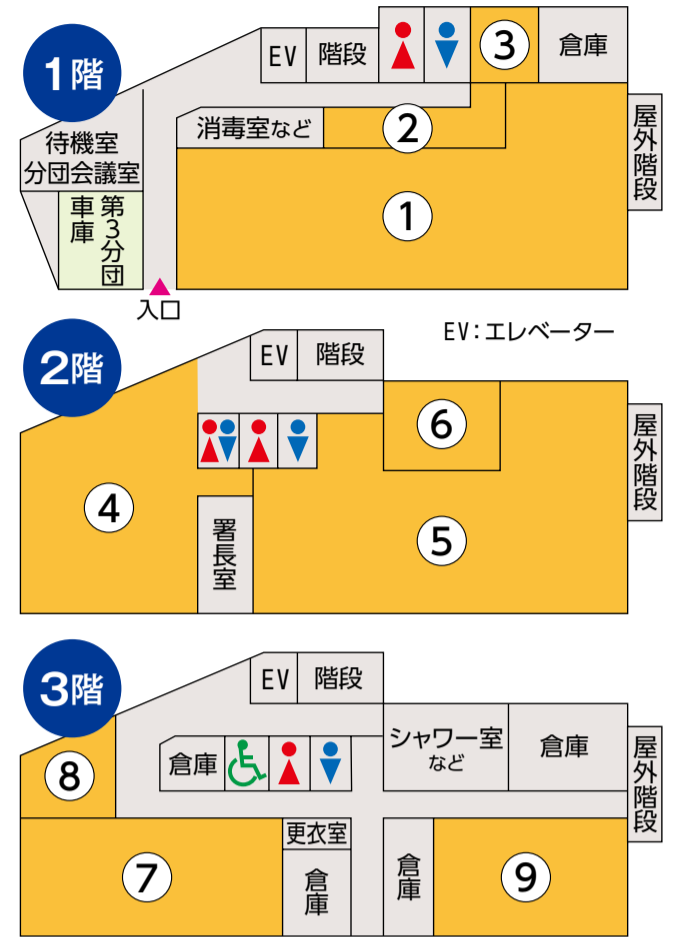 1階
EV
階段
③
倉庫
消毒室など
②
屋外階段
待機室
分団会議室
①
第3分団
車庫
入口
EV：エレベーター
2階
EV
階段
⑥
屋外階段
④
署長室
⑤
3階
EV
階段
シャワー室
など
倉庫
屋外階段
倉庫
⑧
更衣室
倉庫
倉庫
⑦
⑨